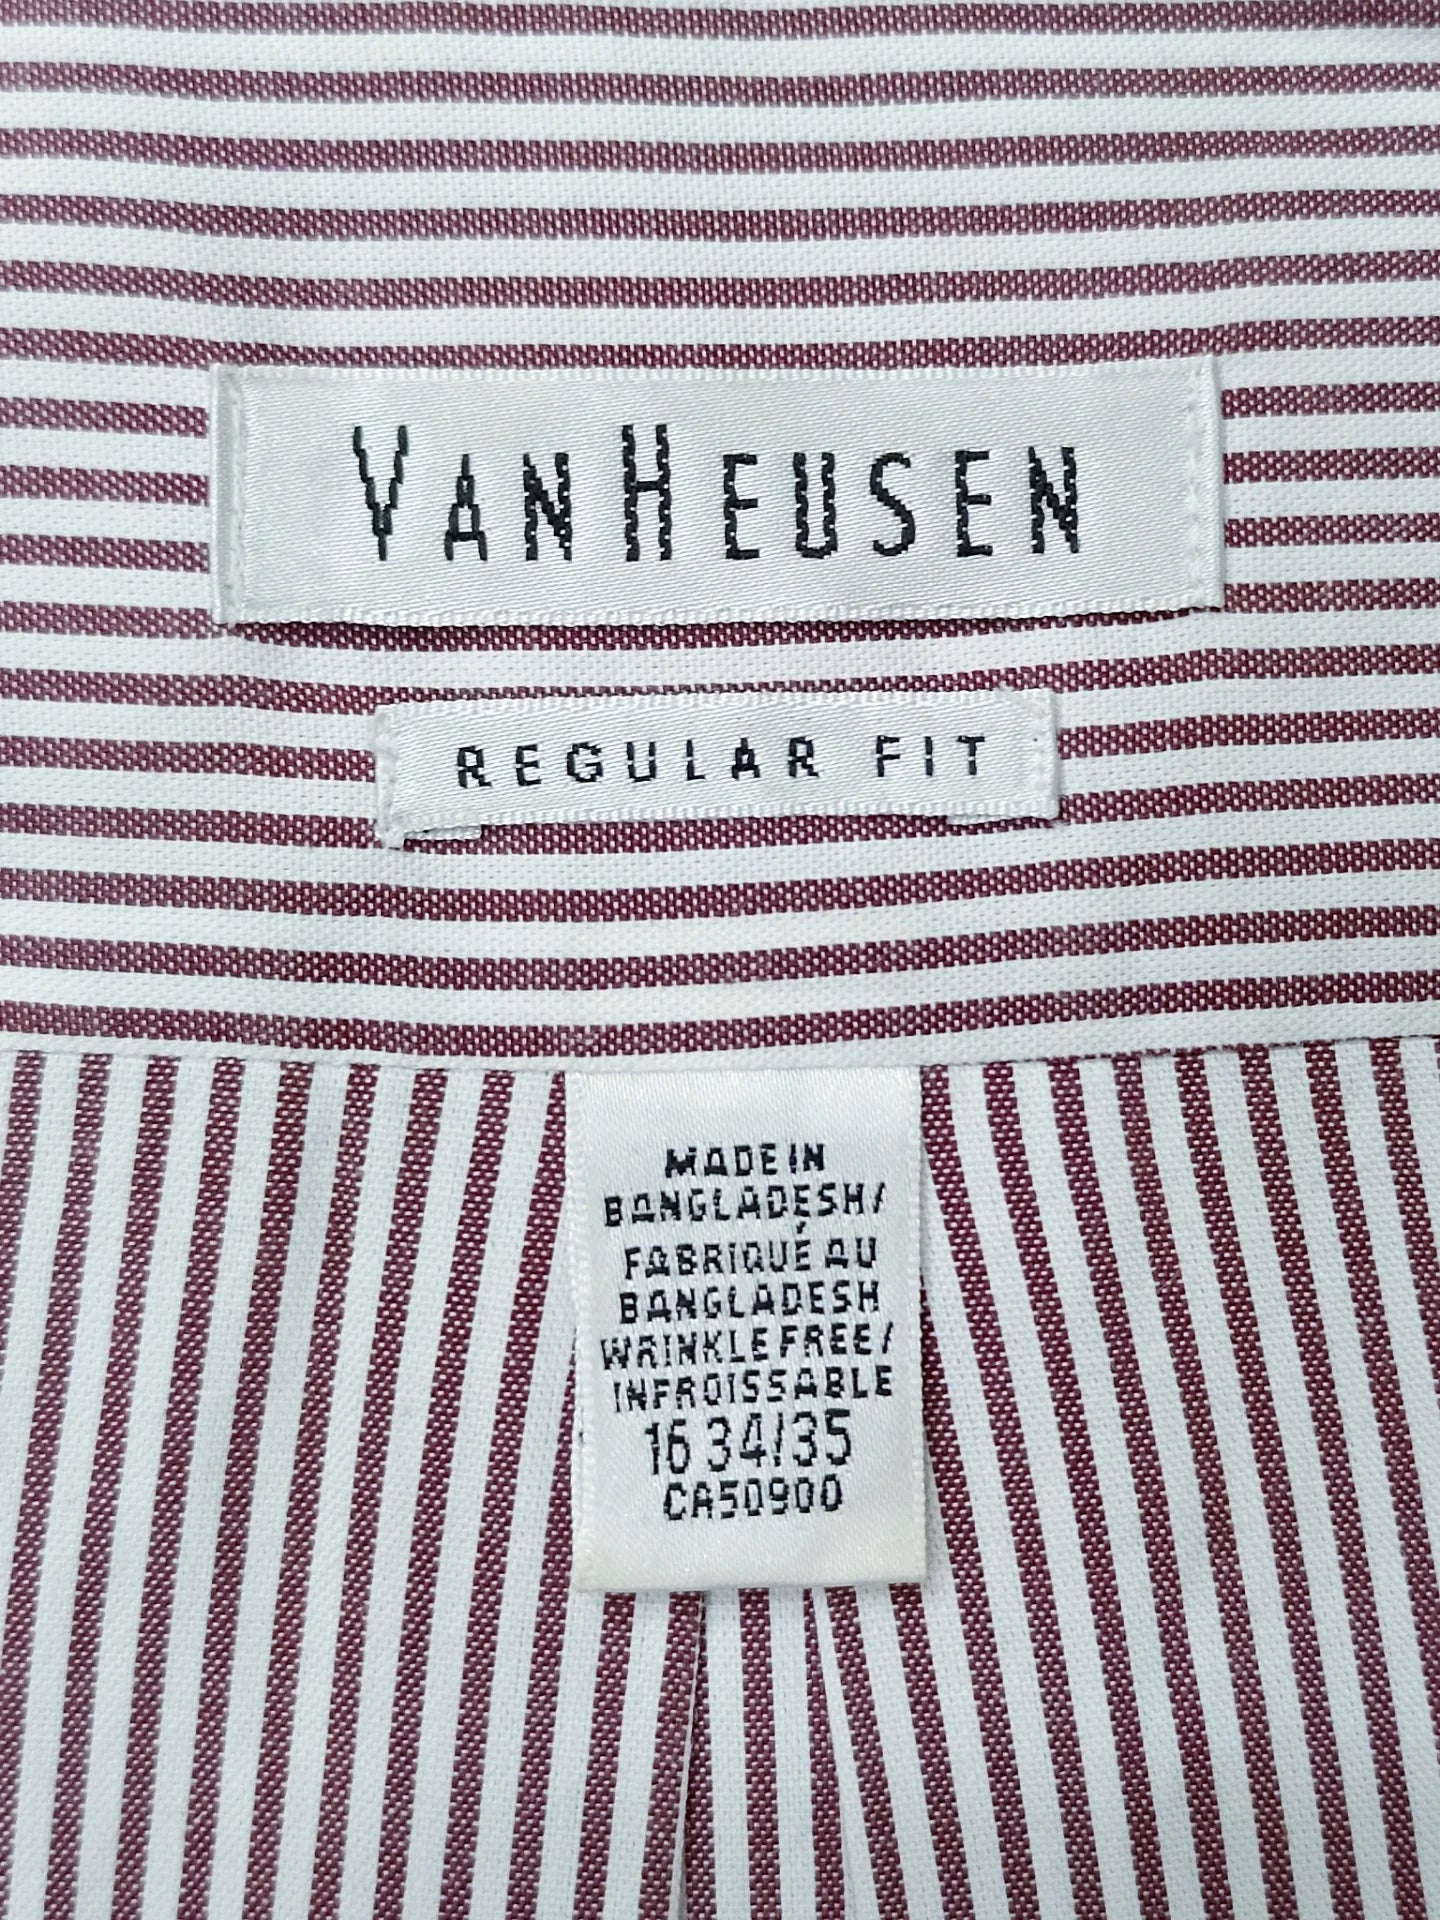 VANHEUSEN
REGULAR FIT
MADE IN
BANGLADESH/
FABRIQUÉ AU
BANGLADESH
WRINKLE FREE/
INFROISSABLE
16 34/35
CA50900